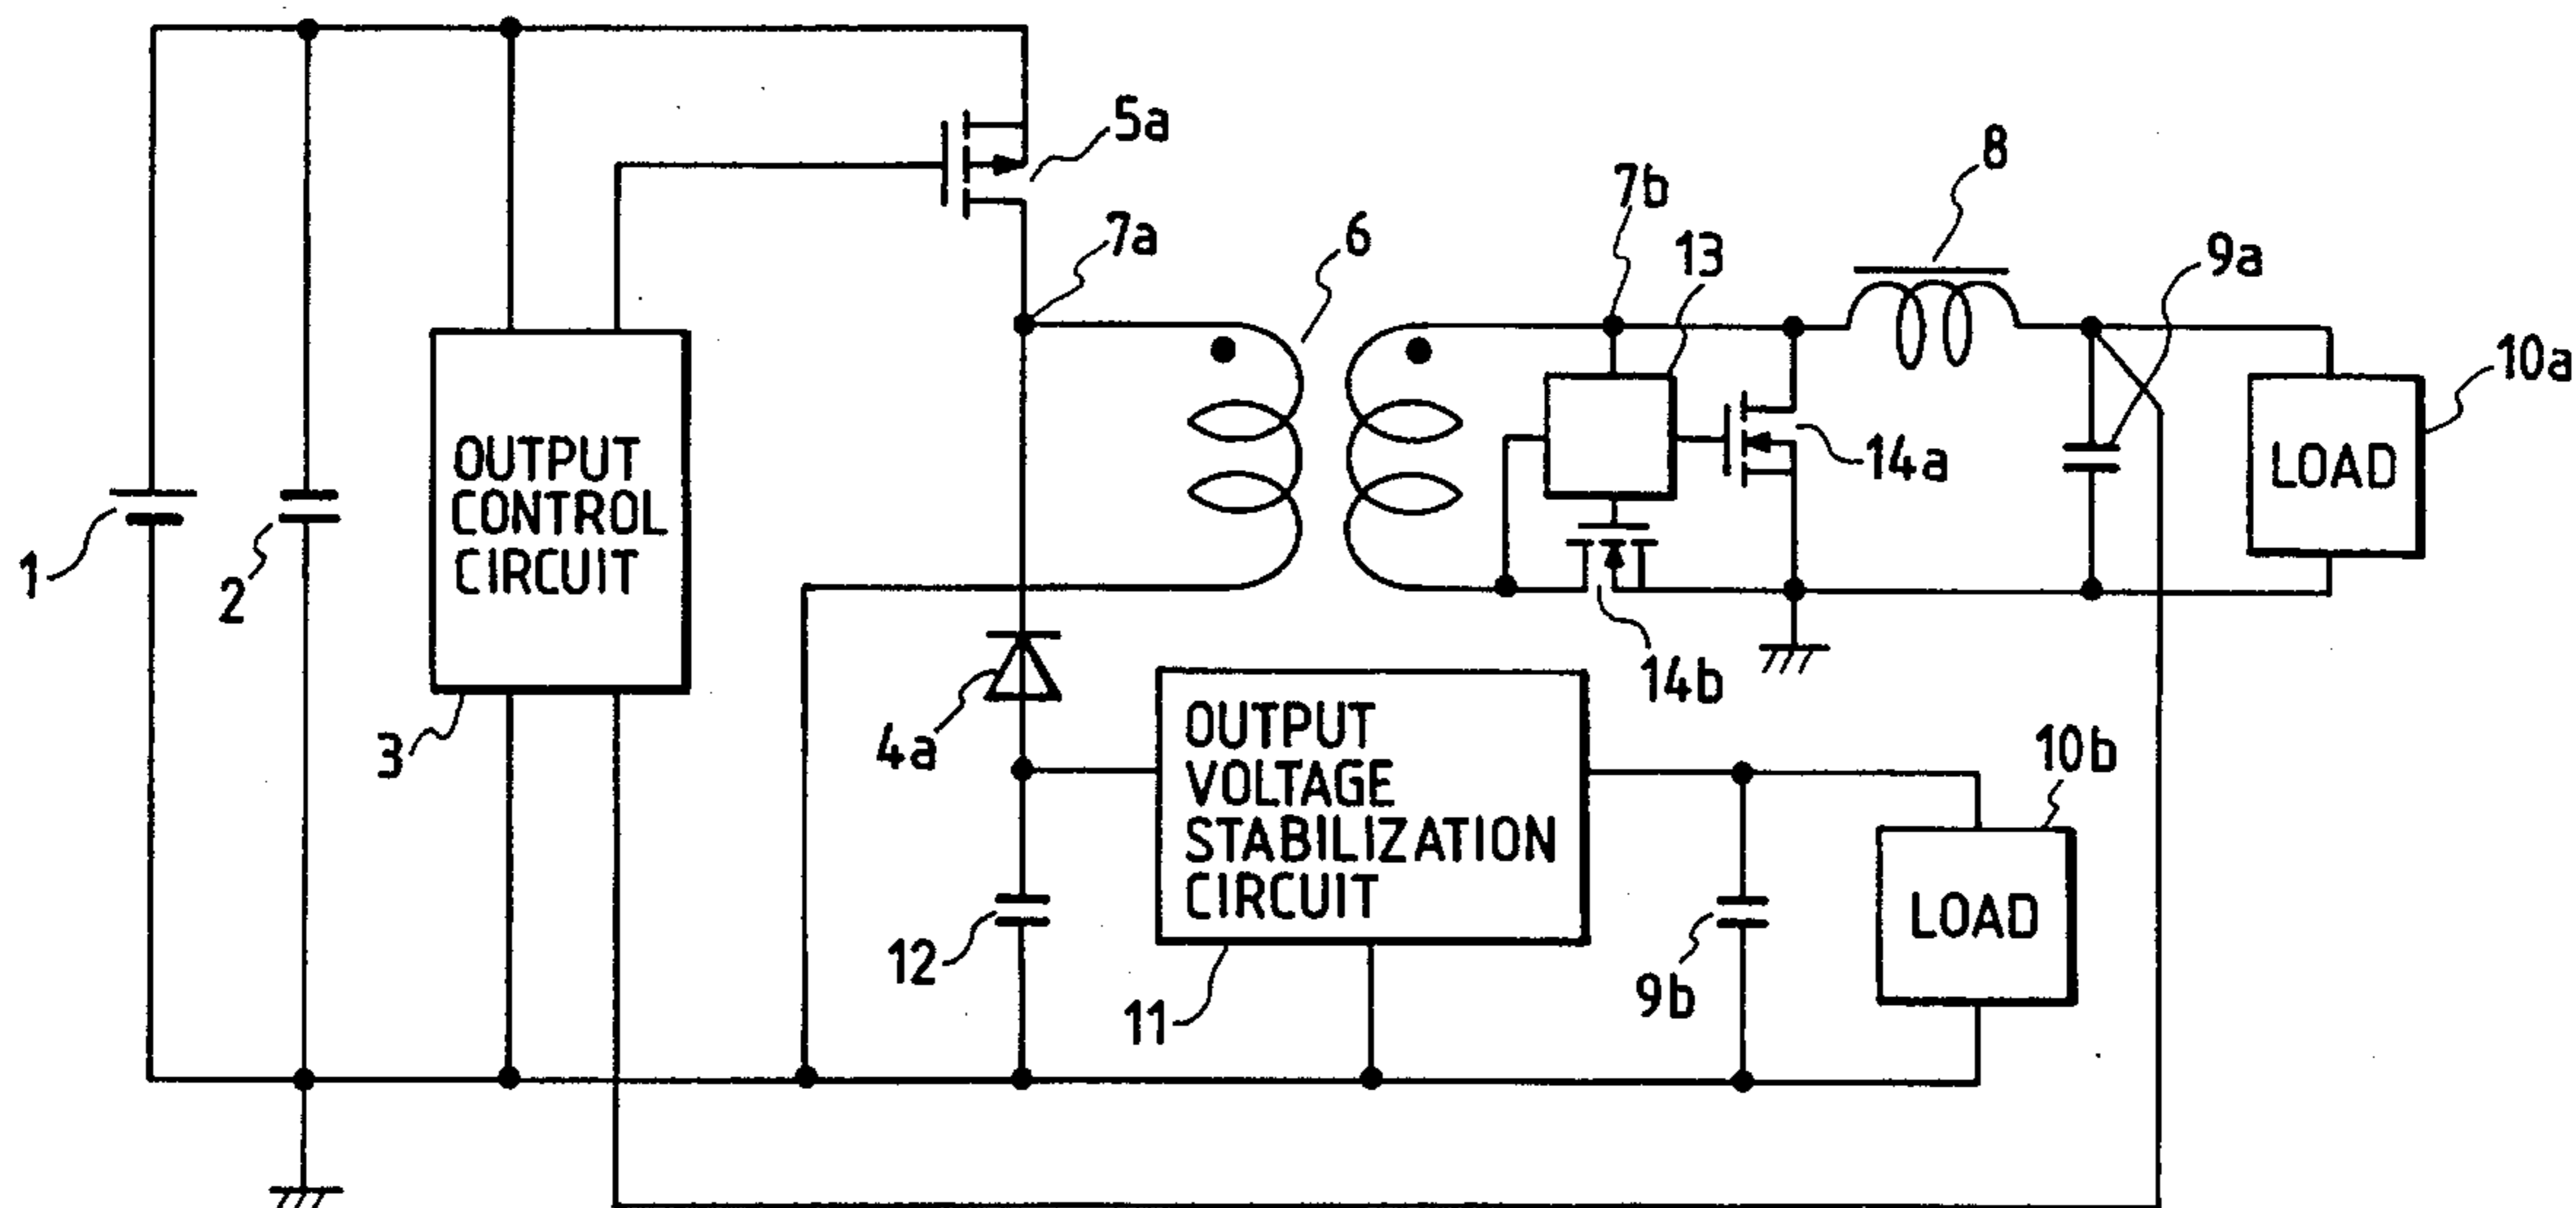 5a
8
7b
7a
6
13
9a
10a
OUTPUT
CONTROL
CIRCUIT
LOAD
14a
1
2
3
14b
4a
OUTPUT
VOLTAGE
STABILIZATION
CIRCUIT
10b
LOAD
12
11
9b